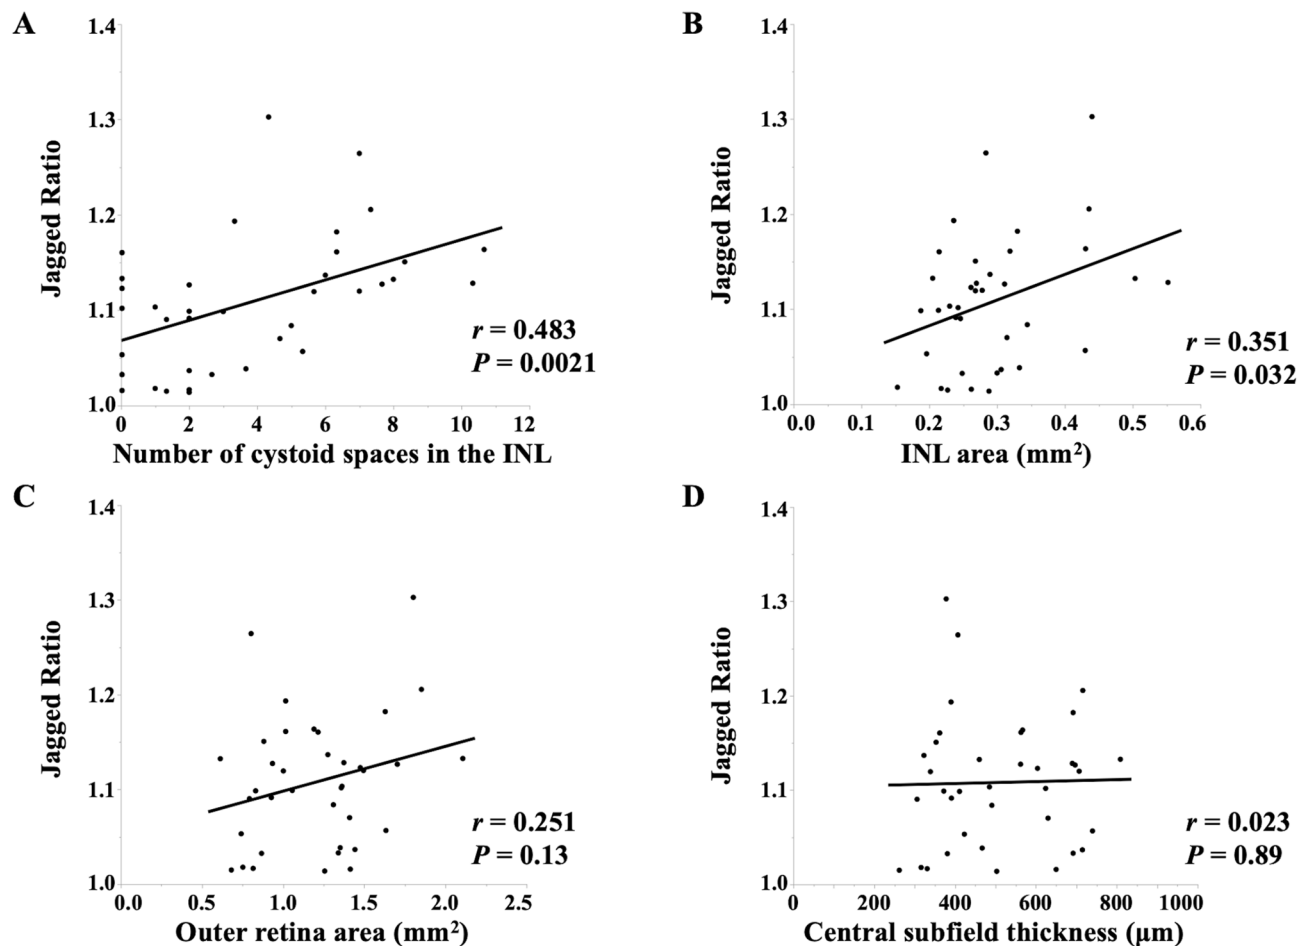 A
1.4
1.3
1.2
1.1
1.0
Jagged Ratio
r = 0.483
P = 0.0021
0 2 4 6 8 10 12
Number of cystoid spaces in the INL
B
1.4
1.3
1.2
1.1
1.0
Jagged Ratio
r = 0.351
P = 0.032
0.0 0.1 0.2 0.3 0.4 0.5 0.6
INL area (mm²)
C
1.4
1.3
1.2
1.1
1.0
Jagged Ratio
r = 0.251
P = 0.13
0.0 0.5 1.0 1.5 2.0 2.5
Outer retina area (mm²)
D
1.4
1.3
1.2
1.1
1.0
Jagged Ratio
r = 0.023
P = 0.89
0 200 400 600 800 1000
Central subfield thickness (μm)